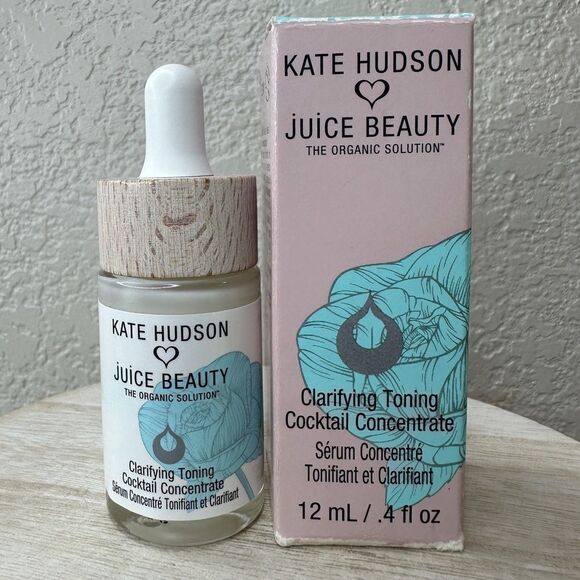 KATE HUDSON
JUICE BEAUTY
THE ORGANIC SOLUTION™
Clarifying Toning
Cocktail Concentrate
Sérum Concentré Tonifiant et Clarifiant
KATE HUDSON
JUICE BEAUTY
THE ORGANIC SOLUTION™
Clarifying Toning
Cocktail Concentrate
Sérum Concentré
Tonifiant et Clarifiant
12 mL / .4 fl oz